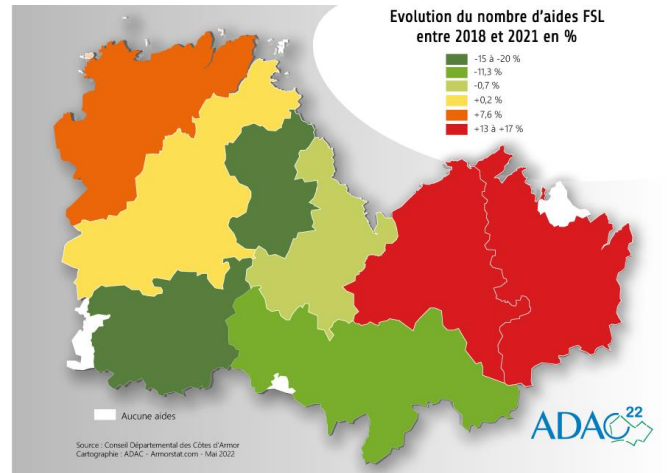 Evolution du nombre d'aides FSL
entre 2018 et 2021 en %
-15 à -20 %
-11,3 %
-0,7 %
+0,2 %
+7,6 %
+13 à +17 %
Aucune aides
Source : Conseil Départemental des Côtes d'Armor
Cartographie : ADAC - Armorstat.com - Mai 2022
ADAC 22